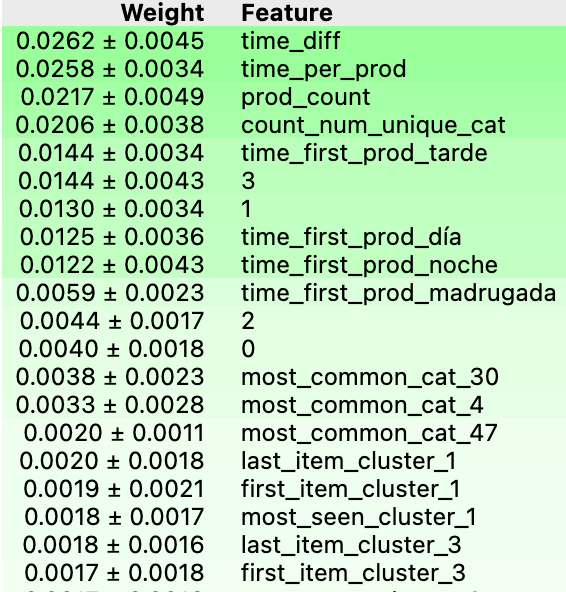 Weight Feature
0.0262 ± 0.0045 time_diff
0.0258 ± 0.0034 time_per_prod
0.0217 ± 0.0049 prod_count
0.0206 ± 0.0038 count_num_unique_cat
0.0144 ± 0.0034 time_first_prod_tarde
0.0144 ± 0.0043 3
0.0130 ± 0.0034 1
0.0125 ± 0.0036 time_first_prod_día
0.0122 ± 0.0043 time_first_prod_noche
0.0059 ± 0.0023 time_first_prod_madrugada
0.0044 ± 0.0017 2
0.0040 ± 0.0018 0
0.0038 ± 0.0023 most_common_cat_30
0.0033 ± 0.0028 most_common_cat_4
0.0020 ± 0.0011 most_common_cat_47
0.0020 ± 0.0018 last_item_cluster_1
0.0019 ± 0.0021 first_item_cluster_1
0.0018 ± 0.0017 most_seen_cluster_1
0.0018 ± 0.0016 last_item_cluster_3
0.0017 ± 0.0018 first_item_cluster_3